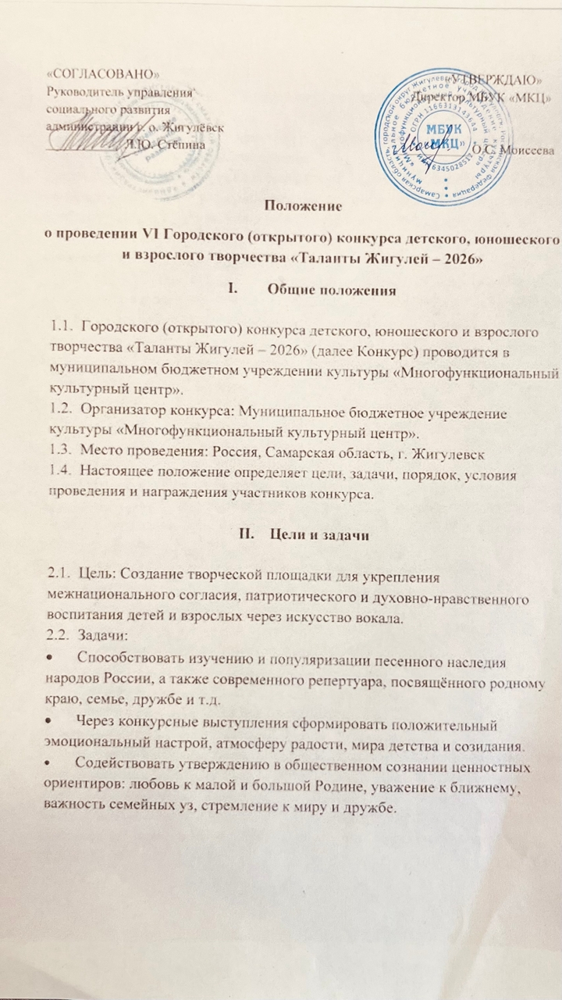 «СОГЛАСОВАНО»
Руководитель управления
социального развития
администрации г. о. Жигулёвск
Л.Ю. Стёпина
«УТВЕРЖДАЮ»
Директор МБУК «МКЦ»
МБУК
«МКЦ»
О.С. Моисеева
Положение
о проведении VI Городского (открытого) конкурса детского, юношеского
и взрослого творчества «Таланты Жигулей – 2026»
I. Общие положения
1.1. Городского (открытого) конкурса детского, юношеского и взрослого
творчества «Таланты Жигулей – 2026» (далее Конкурс) проводится в
муниципальном бюджетном учреждении культуры «Многофункциональный
культурный центр».
1.2. Организатор конкурса: Муниципальное бюджетное учреждение
культуры «Многофункциональный культурный центр».
1.3. Место проведения: Россия, Самарская область, г. Жигулевск
1.4. Настоящее положение определяет цели, задачи, порядок, условия
проведения и награждения участников конкурса.
II. Цели и задачи
2.1. Цель: Создание творческой площадки для укрепления
межнационального согласия, патриотического и духовно-нравственного
воспитания детей и взрослых через искусство вокала.
2.2. Задачи:
• Способствовать изучению и популяризации песенного наследия
народов России, а также современного репертуара, посвящённого родному
краю, семье, дружбе и т.д.
• Через конкурсные выступления сформировать положительный
эмоциональный настрой, атмосферу радости, мира детства и созидания.
• Содействовать утверждению в общественном сознании ценностных
ориентиров: любовь к малой и большой Родине, уважение к ближнему,
важность семейных уз, стремление к миру и дружбе.